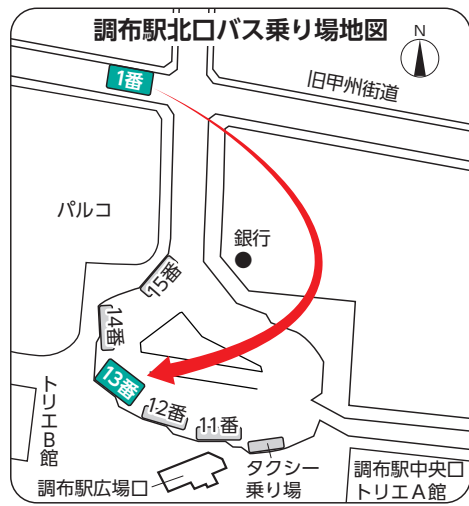 調布駅北口バス乗り場地図
N
1番
旧甲州街道
パルコ
銀行
15番
14番
13番
12番
11番
トリエB館
調布駅広場口
タクシー
乗り場
調布駅中央口
トリエA館